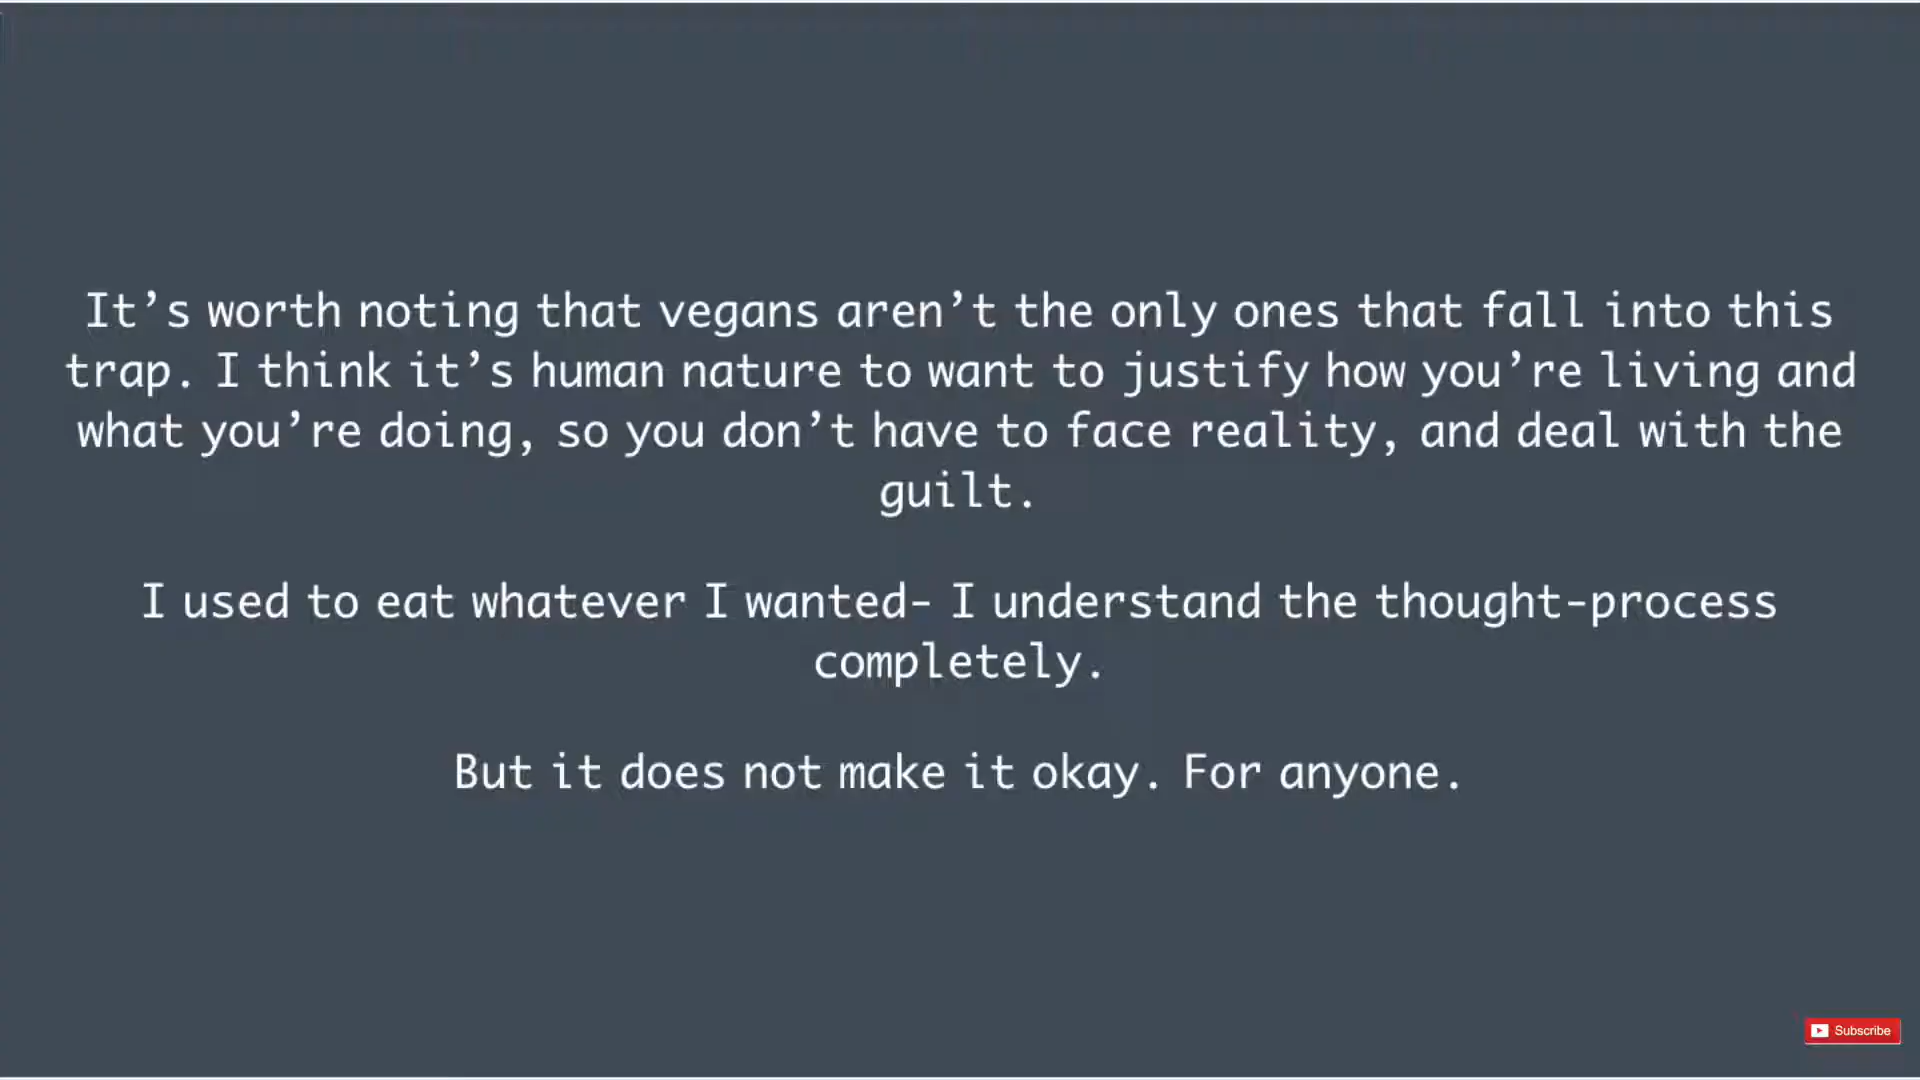 It’s worth noting that vegans aren’t the only ones that fall into this
trap. I think it’s human nature to want to justify how you’re living and
what you’re doing, so you don’t have to face reality, and deal with the
guilt.
I used to eat whatever I wanted- I understand the thought-process
completely.
But it does not make it okay. For anyone.
Subscribe